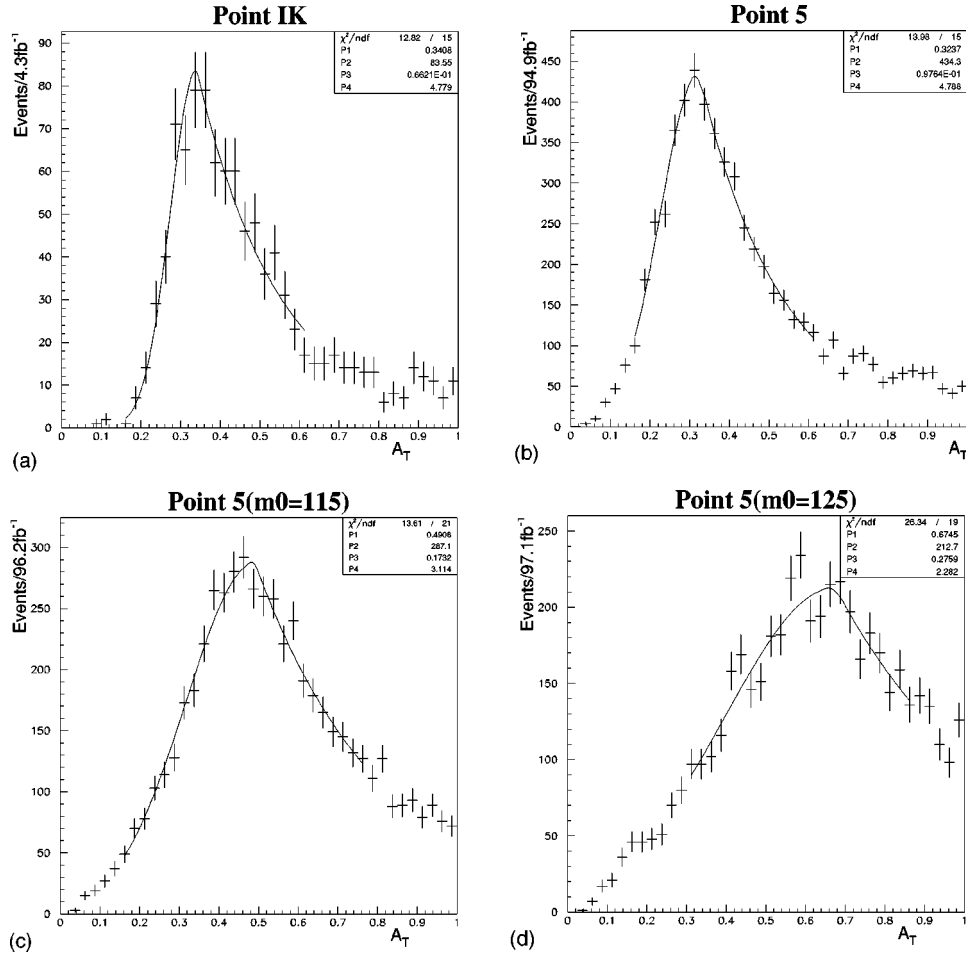 Point IK
Events/4.3fb⁻¹
χ²/ndf 12.82 / 15
P1 0.3408
P2 83.55
P3 0.6621E-01
P4 4.779
90
80
70
60
50
40
30
20
10
0
0 0.1 0.2 0.3 0.4 0.5 0.6 0.7 0.8 0.9 1
A_T
(a)
Point 5
Events/94.9fb⁻¹
χ²/ndf 13.98 / 15
P1 0.3237
P2 434.3
P3 0.9764E-01
P4 4.788
450
400
350
300
250
200
150
100
50
0
0 0.1 0.2 0.3 0.4 0.5 0.6 0.7 0.8 0.9 1
A_T
(b)
Point 5(m0=115)
Events/96.2fb⁻¹
χ²/ndf 13.61 / 21
P1 0.4906
P2 287.1
P3 0.1732
P4 3.114
300
250
200
150
100
50
0
0 0.1 0.2 0.3 0.4 0.5 0.6 0.7 0.8 0.9 1
A_T
(c)
Point 5(m0=125)
Events/97.1fb⁻¹
χ²/ndf 26.34 / 19
P1 0.6745
P2 212.7
P3 0.2759
P4 2.282
250
200
150
100
50
0
0 0.1 0.2 0.3 0.4 0.5 0.6 0.7 0.8 0.9 1
A_T
(d)